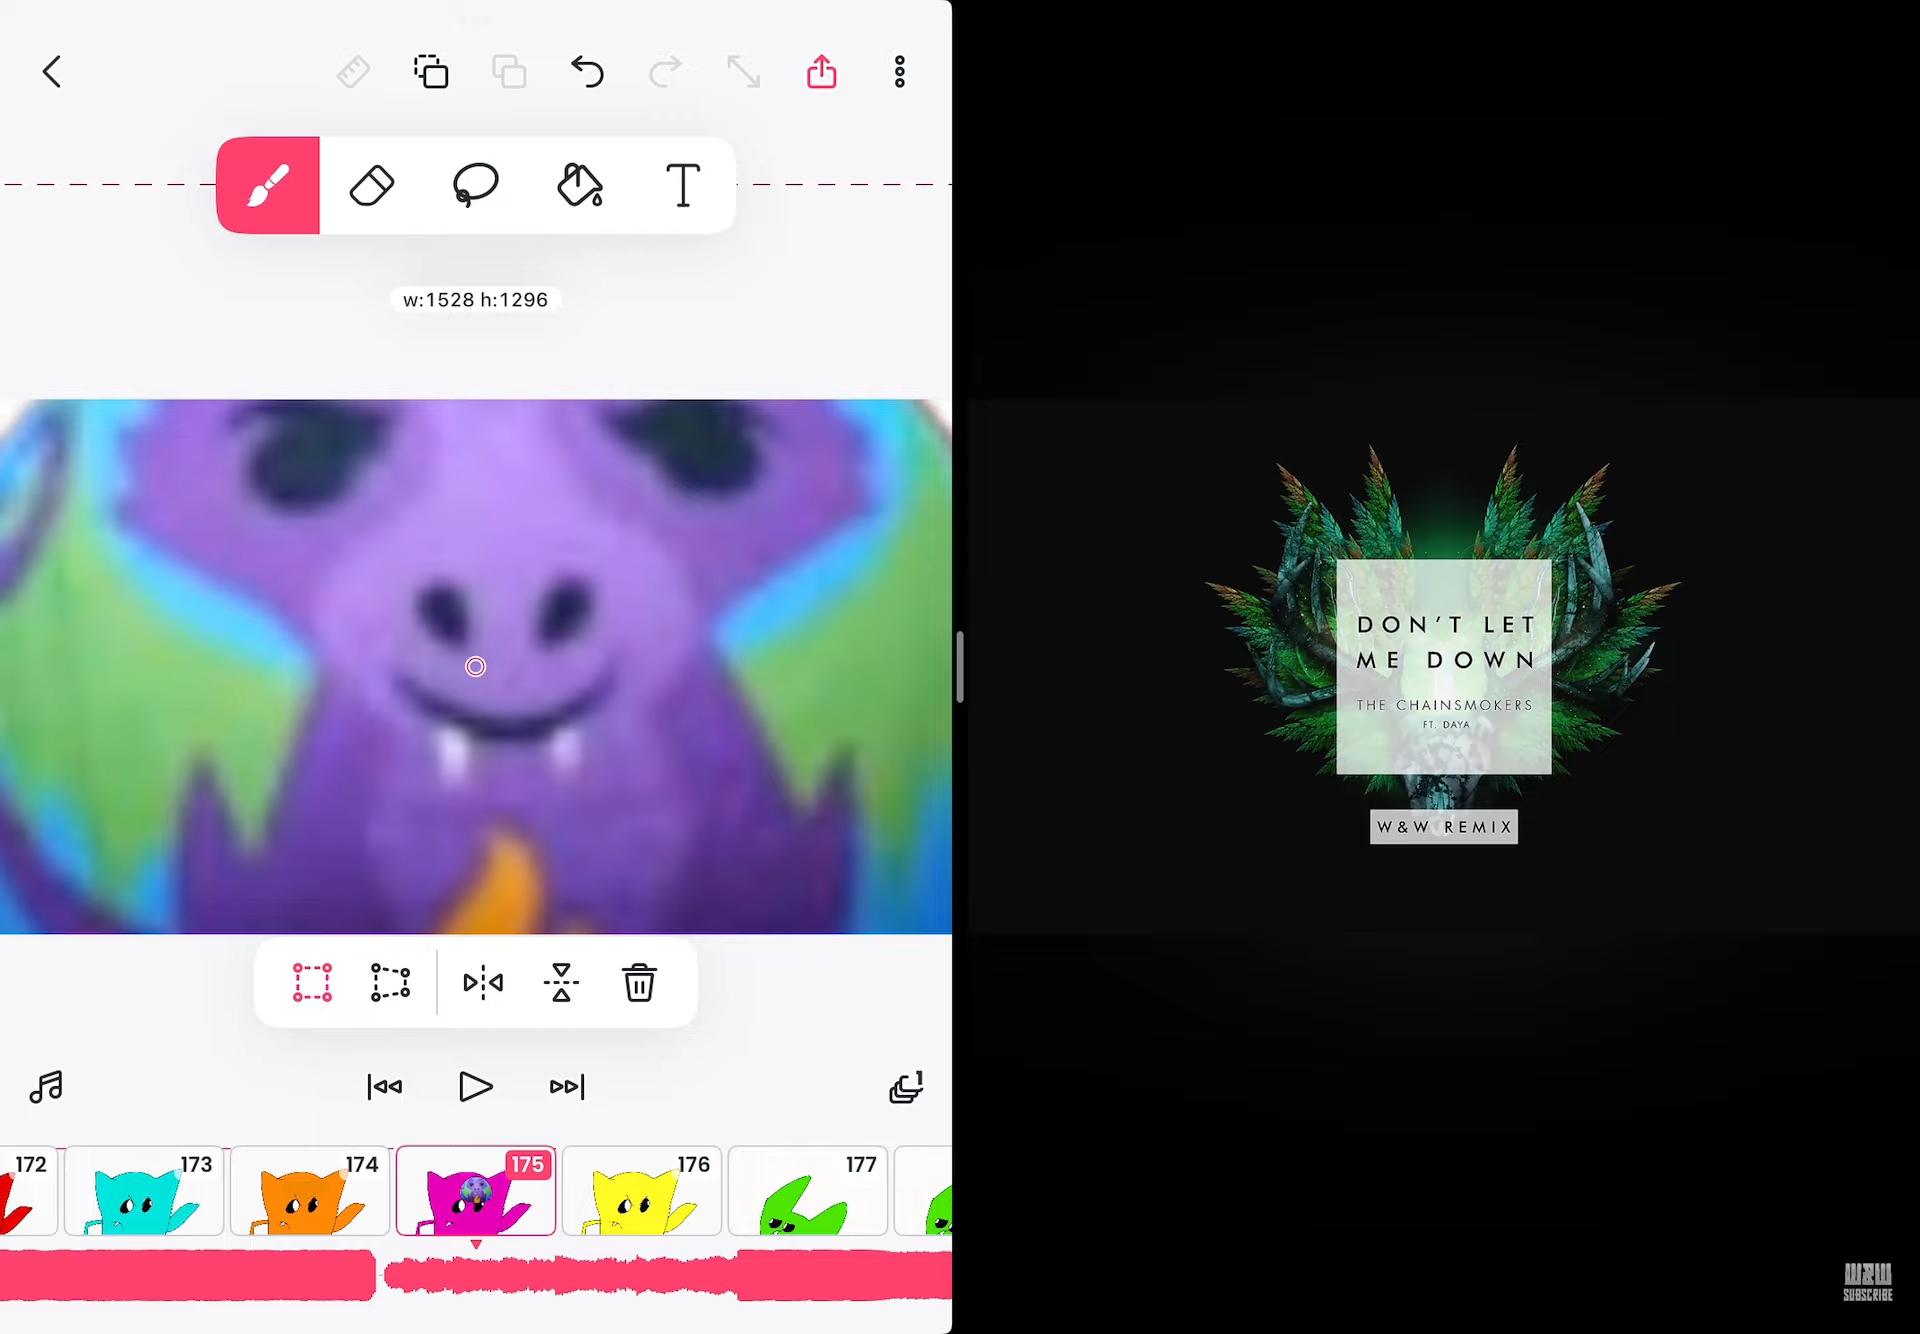 w:1528 h:1296
172
173
174
175
176
177
DON'T LET
ME DOWN
THE CHAINSMOKERS
FT. DAYA
W&W REMIX
W&W
SUBSCRIBE